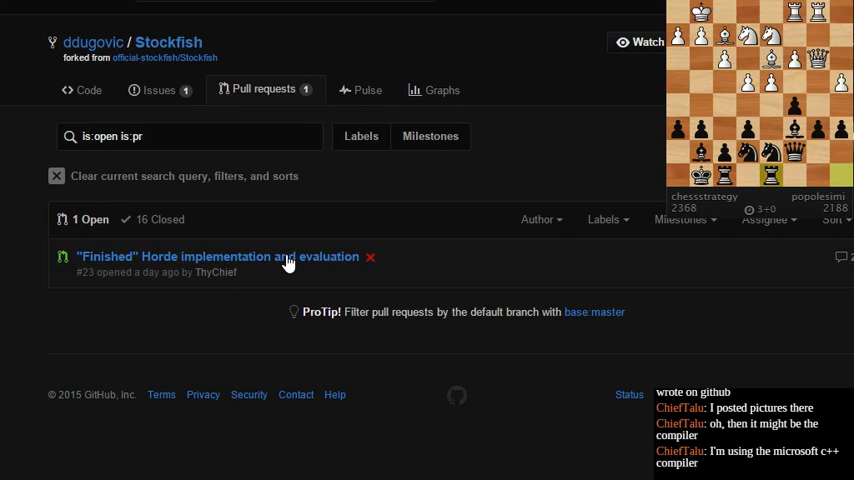 ddugovic / Stockfish
forked from official-stockfish/Stockfish
Watch
Code
Issues 1
Pull requests 1
Pulse
Graphs
is:open is:pr
Labels
Milestones
Clear current search query, filters, and sorts
1 Open
16 Closed
Author
Labels
Milestones
Assignee
Sort
"Finished" Horde implementation and evaluation
#23 opened a day ago by ThyChief
2
ProTip! Filter pull requests by the default branch with base:master
© 2015 GitHub, Inc. Terms Privacy Security Contact Help
Status
chessstrategy
popolesimi
2368
3+0
2188
wrote on github
ChiefTalu: I posted pictures there
ChiefTalu: oh, then it might be the
compiler
ChiefTalu: I'm using the microsoft c++
compiler